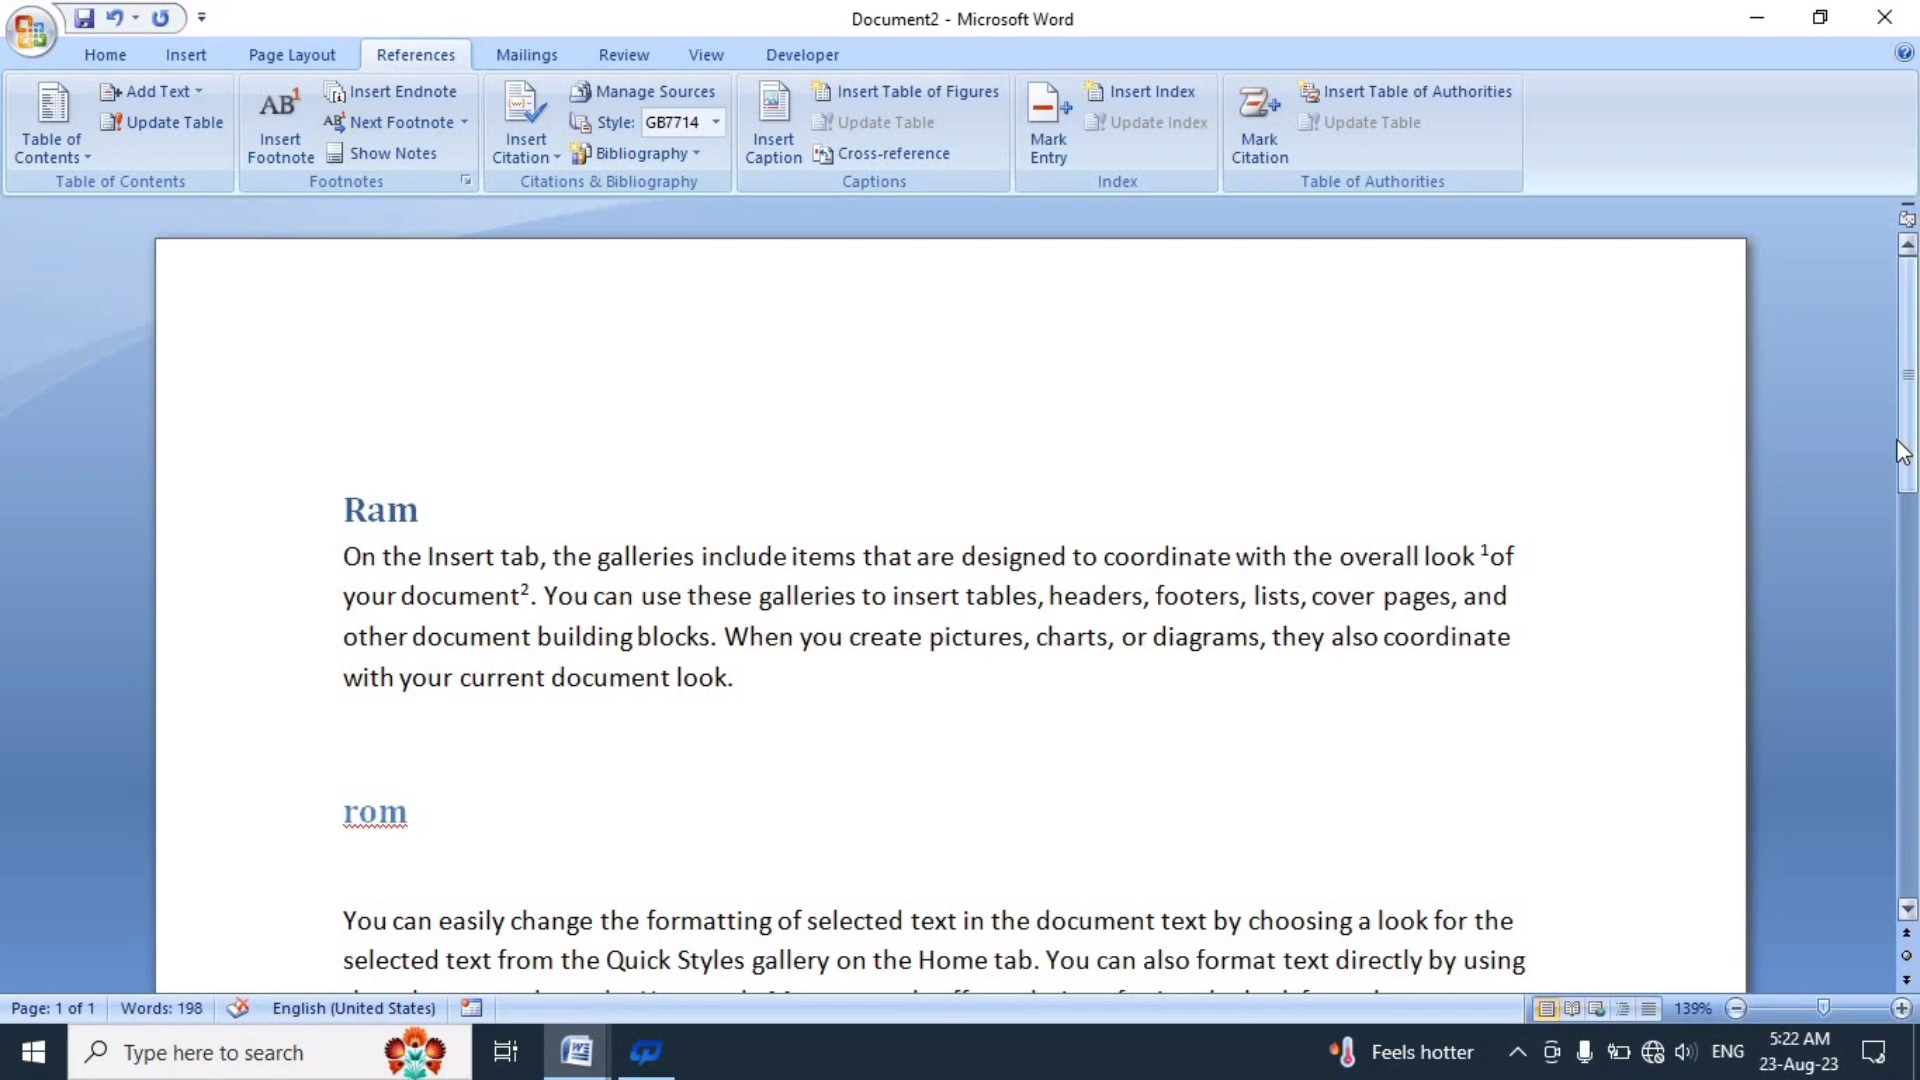 Document2 - Microsoft Word
Home Insert Page Layout References Mailings Review View Developer
Table of Contents
Add Text
Update Table
Table of Contents
AB1
Insert Footnote
Insert Endnote
AB1 Next Footnote
Show Notes
Footnotes
Insert Citation
Manage Sources
Style: GB7714
Bibliography
Citations & Bibliography
Insert Caption
Insert Table of Figures
Update Table
Cross-reference
Captions
Mark Entry
Insert Index
Update Index
Index
Mark Citation
Insert Table of Authorities
Update Table
Table of Authorities
Ram
On the Insert tab, the galleries include items that are designed to coordinate with the overall look ¹of
your document². You can use these galleries to insert tables, headers, footers, lists, cover pages, and
other document building blocks. When you create pictures, charts, or diagrams, they also coordinate
with your current document look.
rom
You can easily change the formatting of selected text in the document text by choosing a look for the
selected text from the Quick Styles gallery on the Home tab. You can also format text directly by using
Page: 1 of 1 Words: 198 English (United States) 139%
Type here to search Feels hotter ENG 5:22 AM
23-Aug-23